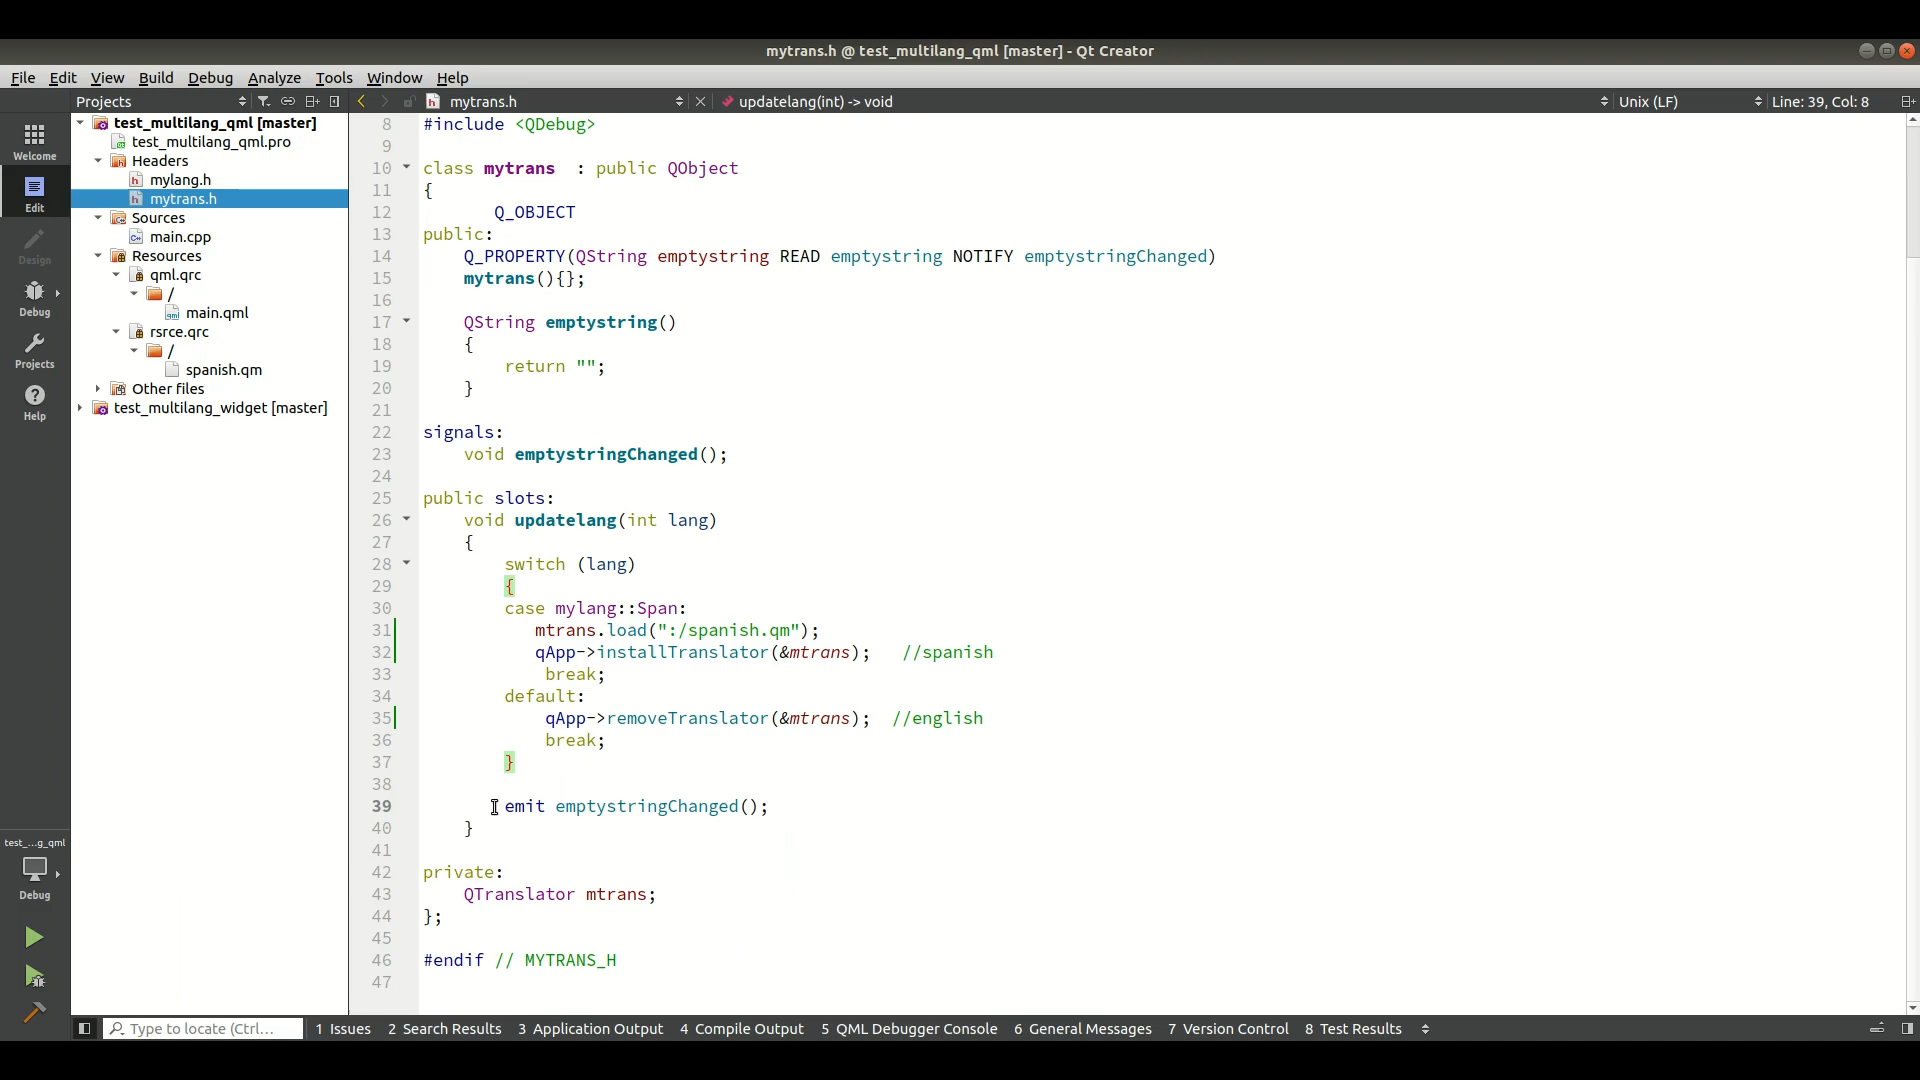 mytrans.h @ test_multilang_qml [master] - Qt Creator
File Edit View Build Debug Analyze Tools Window Help
Projects mytrans.h updatelang(int) -> void Unix (LF) Line: 39, Col: 8
Welcome
Edit
Design
Debug
Projects
Help
test_...g_qml
Debug
test_multilang_qml [master]
test_multilang_qml.pro
Headers
mylang.h
mytrans.h
Sources
main.cpp
Resources
qml.qrc
/
main.qml
rsrce.qrc
/
spanish.qm
Other files
test_multilang_widget [master]
8 #include <QDebug>
9
10 class mytrans : public QObject
11 {
12 Q_OBJECT
13 public:
14 Q_PROPERTY(QString emptystring READ emptystring NOTIFY emptystringChanged)
15 mytrans(){};
16
17 QString emptystring()
18 {
19 return "";
20 }
21
22 signals:
23 void emptystringChanged();
24
25 public slots:
26 void updatelang(int lang)
27 {
28 switch (lang)
29 {
30 case mylang::Span:
31 mtrans.load(":/spanish.qm");
32 qApp->installTranslator(&mtrans); //spanish
33 break;
34 default:
35 qApp->removeTranslator(&mtrans); //english
36 break;
37 }
38
39 emit emptystringChanged();
40 }
41
42 private:
43 QTranslator mtrans;
44 };
45
46 #endif // MYTRANS_H
47
Type to locate (Ctrl... 1 Issues 2 Search Results 3 Application Output 4 Compile Output 5 QML Debugger Console 6 General Messages 7 Version Control 8 Test Results